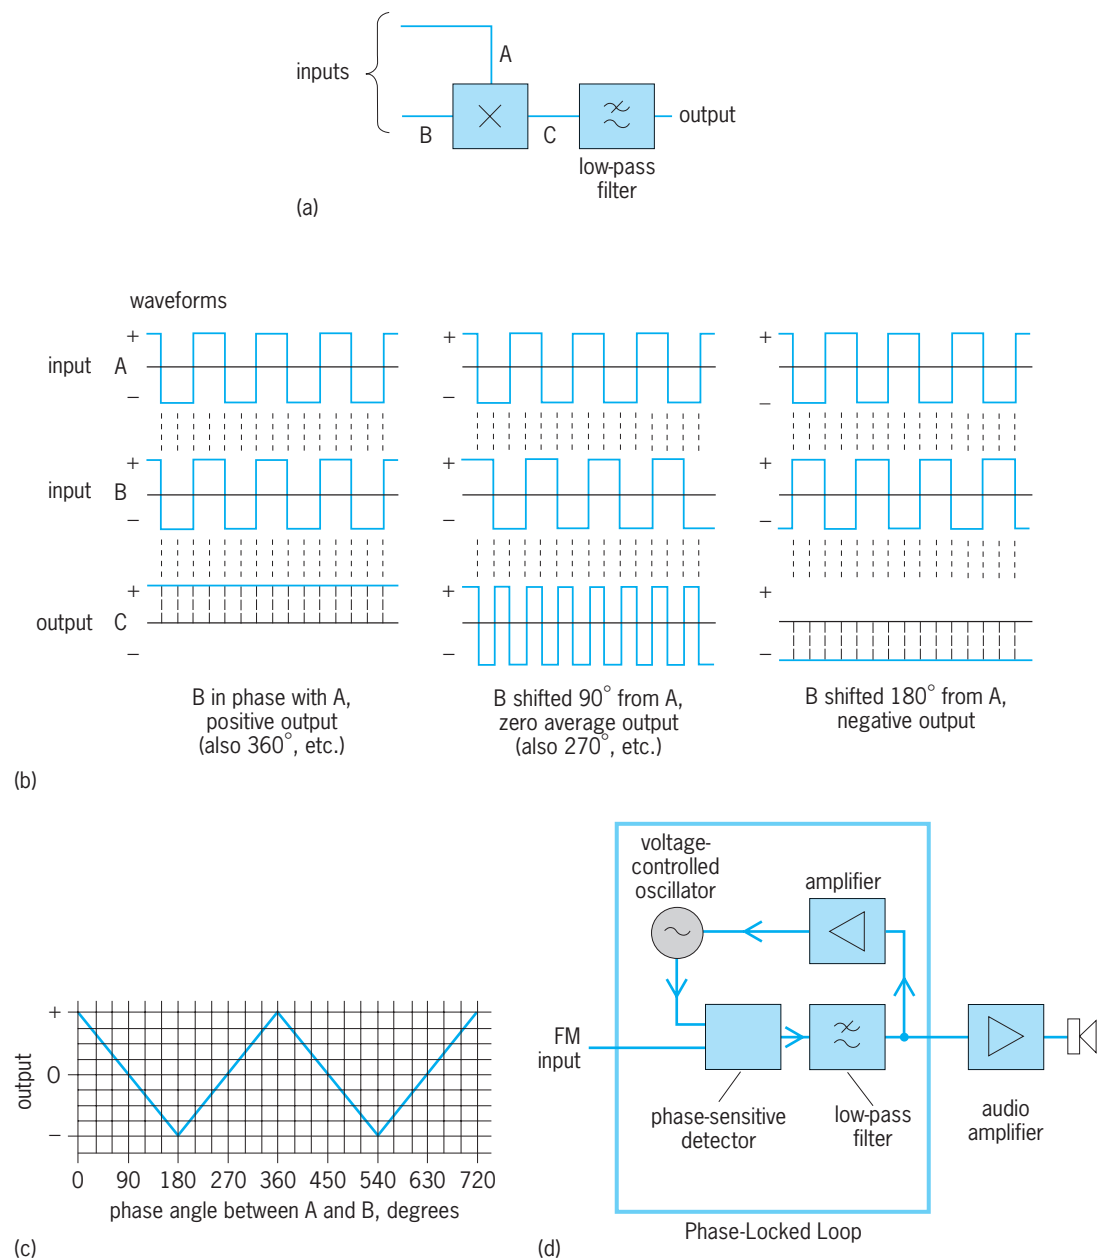 inputs
A
B
C
output
low-pass
filter
(a)
waveforms
+ + +
input A
− − −
+ + +
input B
− − −
+ + +
output C
− − −
B in phase with A,
positive output
(also 360°, etc.)
B shifted 90° from A,
zero average output
(also 270°, etc.)
B shifted 180° from A,
negative output
(b)
+
0
−
output
0 90 180 270 360 450 540 630 720
phase angle between A and B, degrees
(c)
voltage-
controlled
oscillator
amplifier
FM
input
phase-sensitive
detector
low-pass
filter
audio
amplifier
Phase-Locked Loop
(d)